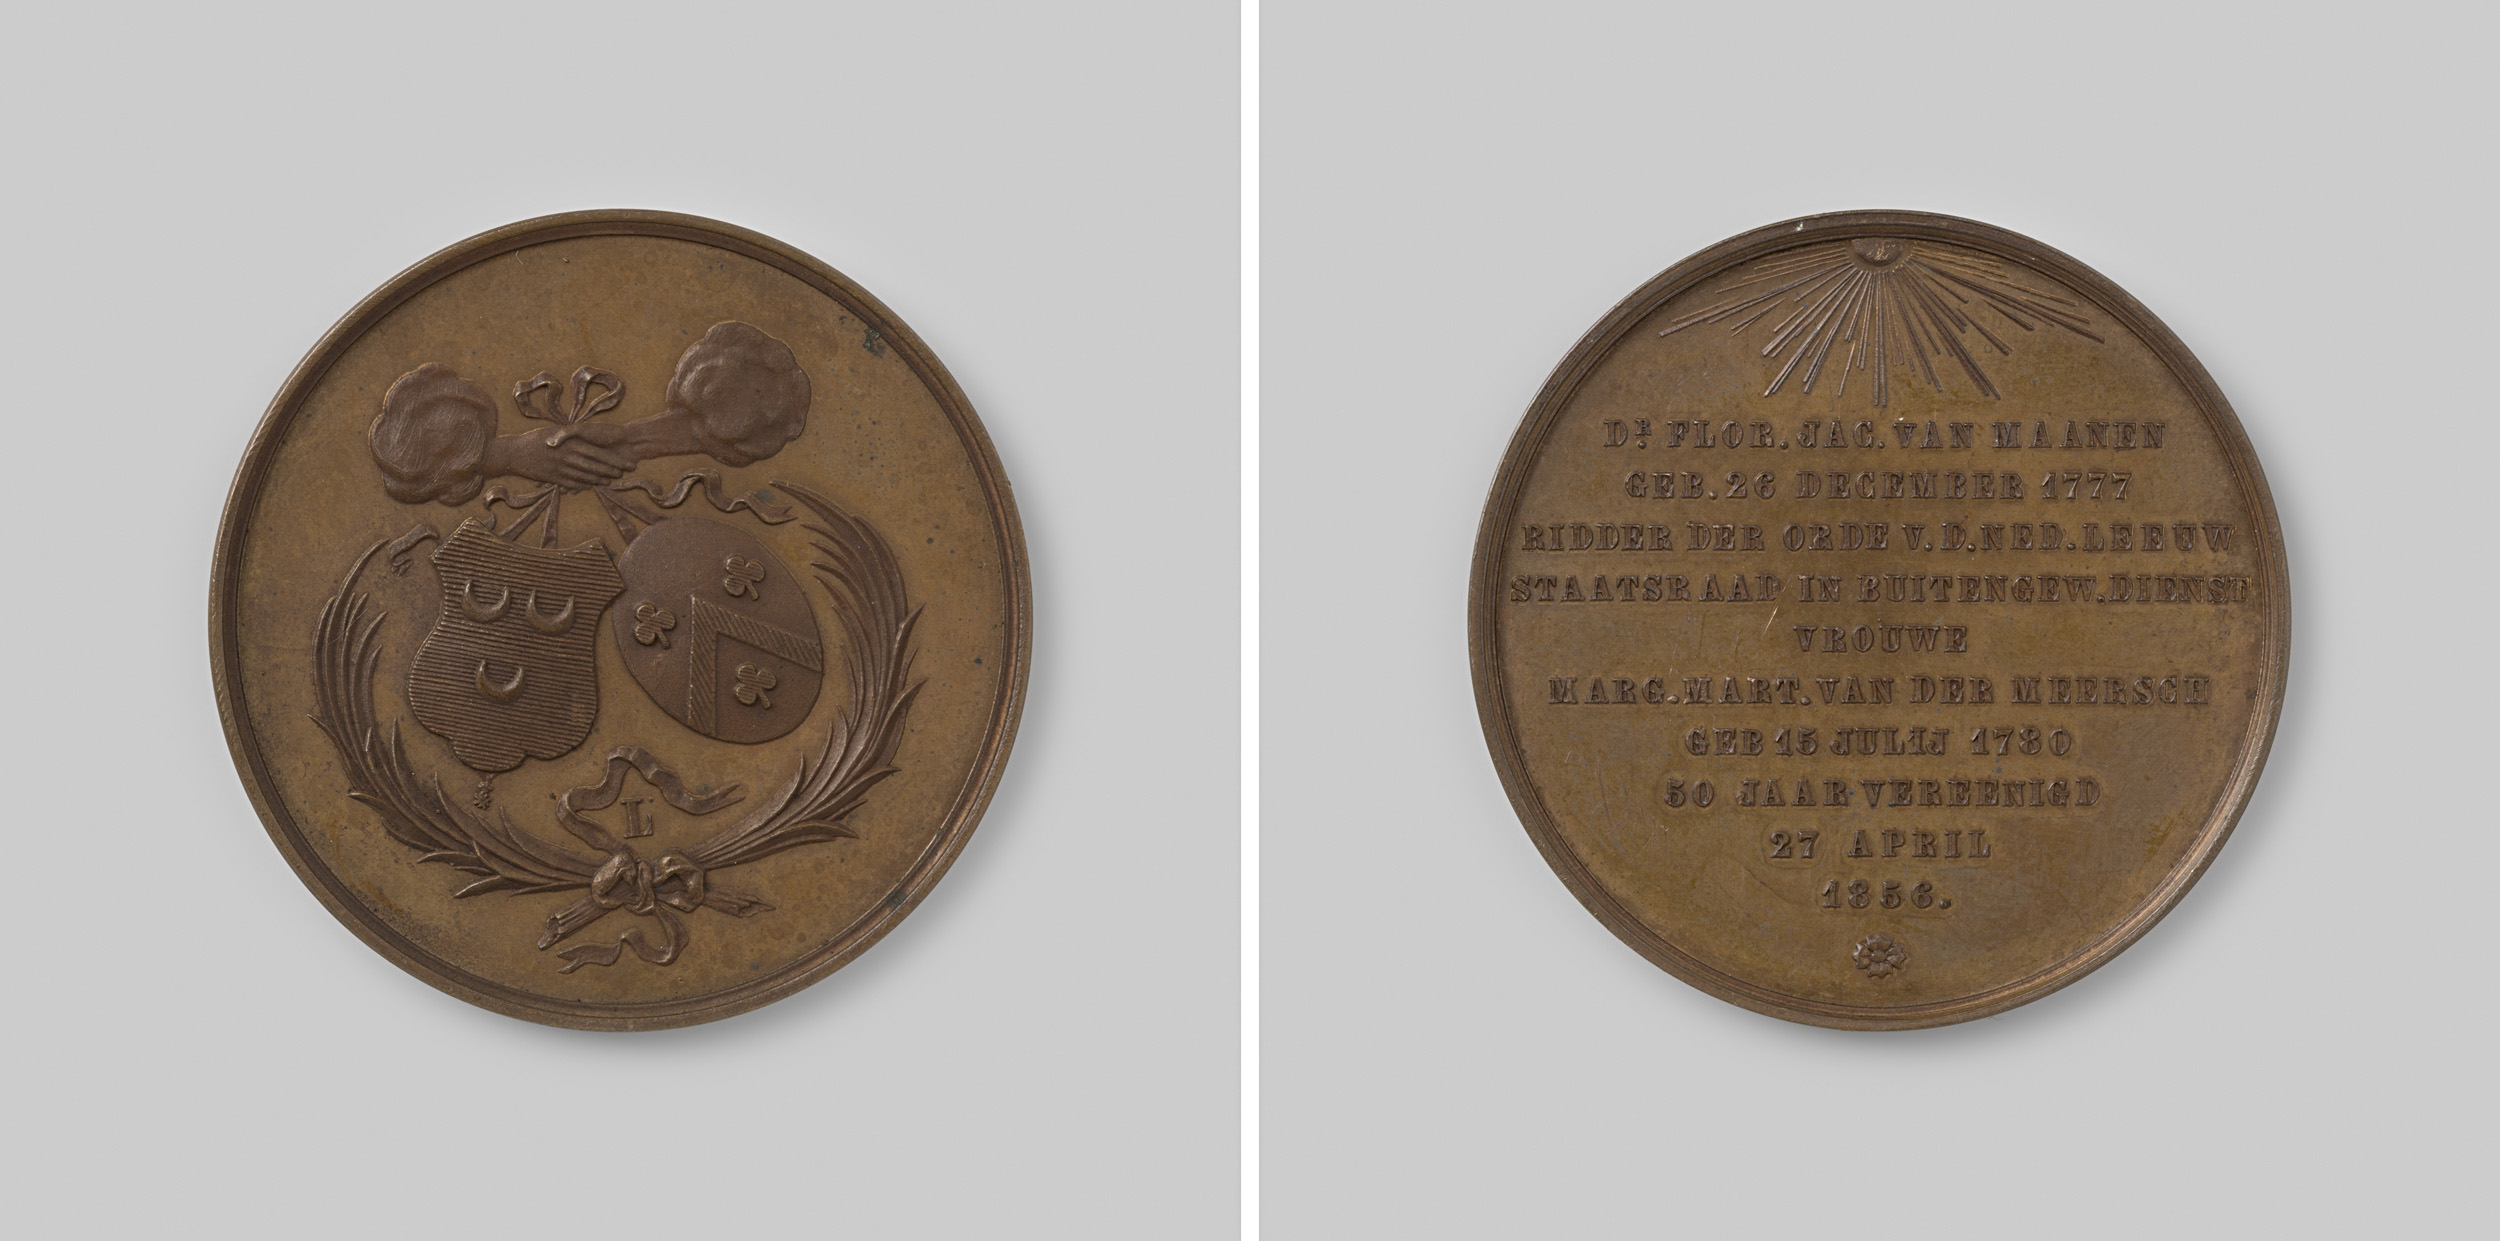 L
DR. FLOR. JAC. VAN MAANEN
GEB. 26 DECEMBER 1777
RIDDER DER ORDE V. D. NED. LEEUW
STAATSRAAD IN BUITENGEW. DIENST
VROUWE
MARG. MART. VAN DER MEERSCH
GEB 15 JULIJ 1780
50 JAAR VEREENIGD
27 APRIL
1856.